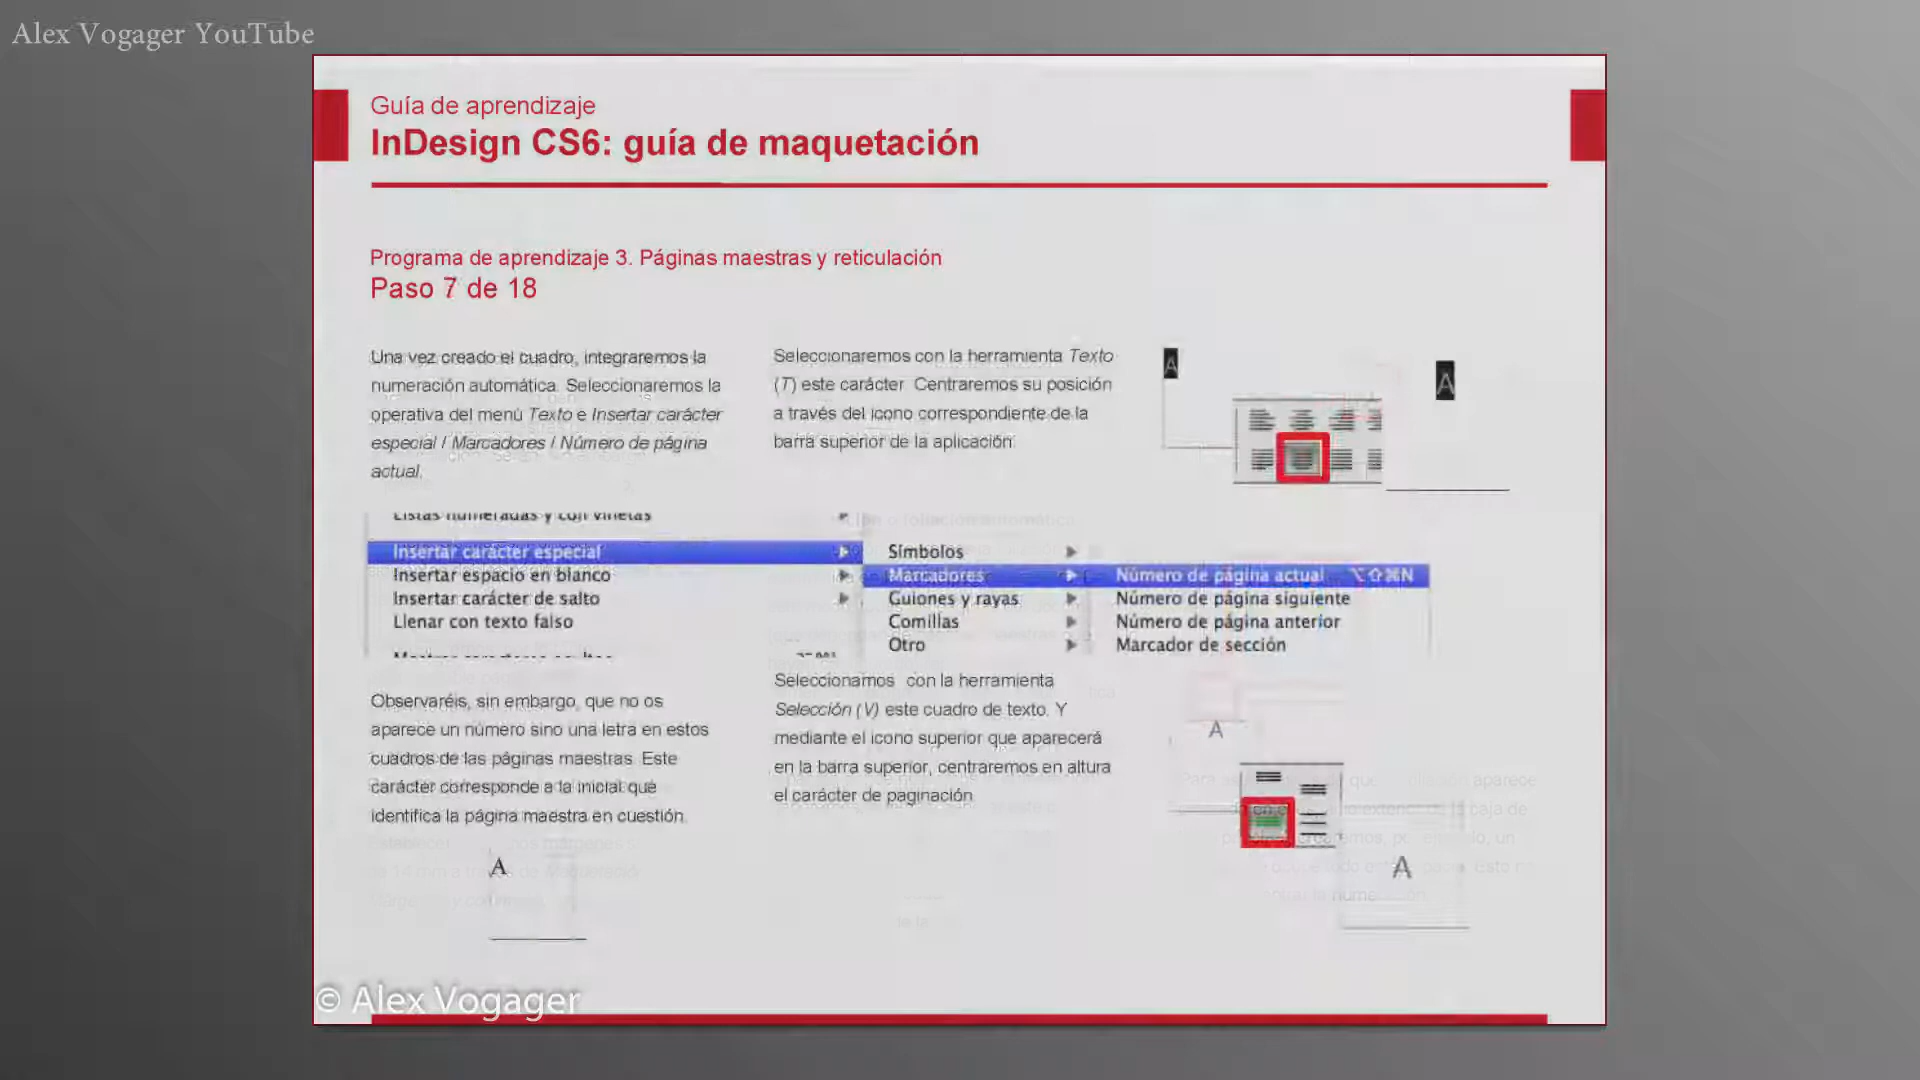 Alex Vogager YouTube
Guía de aprendizaje
InDesign CS6: guía de maquetación
Programa de aprendizaje 3. Páginas maestras y reticulación
Paso 7 de 18
Una vez creado el cuadro, integraremos la
numeración automática. Seleccionaremos la
operativa del menú Texto e Insertar carácter
especial / Marcadores / Número de página
actual.
Seleccionaremos con la herramienta Texto
(T) este carácter. Centraremos su posición
a través del icono correspondiente de la
barra superior de la aplicación.
A
A
Listas numeradas y con viñetas
Insertar carácter especial
Insertar espacio en blanco
Insertar carácter de salto
Llenar con texto falso
Símbolos
Marcadores
Guiones y rayas
Comillas
Otro
Número de página actual ⌥⇧⌘N
Número de página siguiente
Número de página anterior
Marcador de sección
Observaréis, sin embargo, que no os
aparece un número sino una letra en estos
cuadros de las páginas maestras. Este
carácter corresponde a la inicial que
identifica la página maestra en cuestión.
A
Seleccionamos con la herramienta
Selección (V) este cuadro de texto. Y
mediante el icono superior que aparecerá
en la barra superior, centraremos en altura
el carácter de paginación
A
A
© Alex Vogager